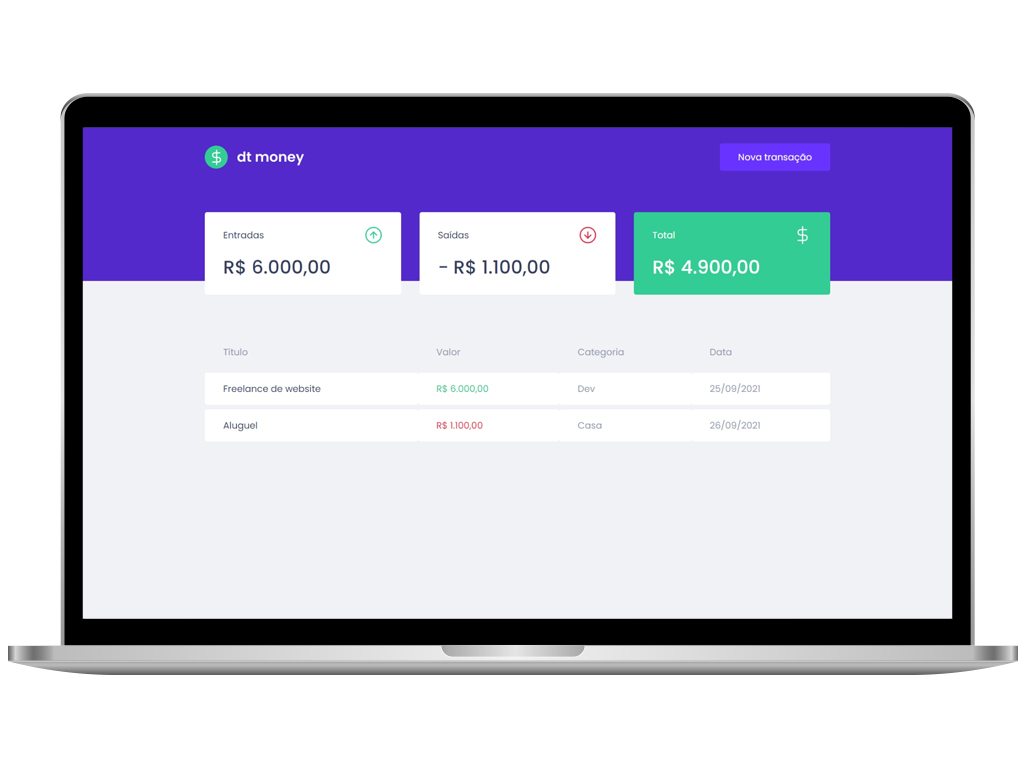 dt money
Nova transação
Entradas
R$ 6.000,00
Saídas
- R$ 1.100,00
Total
R$ 4.900,00
Título Valor Categoria Data
Freelance de website R$ 6.000,00 Dev 25/09/2021
Aluguel R$ 1.100,00 Casa 26/09/2021